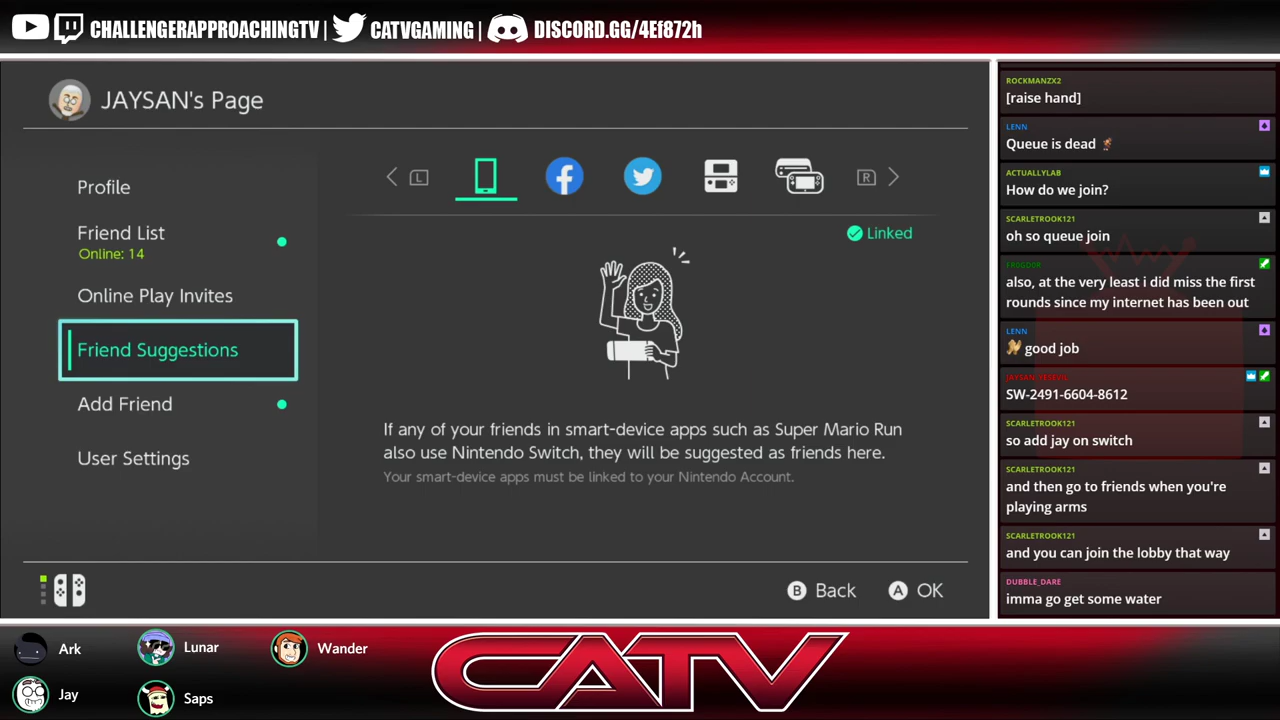 CHALLENGERAPPROACHINGTV | CATVGAMING | DISCORD.GG/4Ef872h
JAYSAN's Page
Profile
Friend List
Online: 14
Online Play Invites
Friend Suggestions
Add Friend
User Settings
L
R
Linked
If any of your friends in smart-device apps such as Super Mario Run
also use Nintendo Switch, they will be suggested as friends here.
Your smart-device apps must be linked to your Nintendo Account.
B Back A OK
ROCKMANZX2
[raise hand]
LENN
Queue is dead
ACTUALLYLAB
How do we join?
SCARLETROOK121
oh so queue join
also, at the very least i did miss the first
rounds since my internet has been out
LENN
good job
SW-2491-6604-8612
SCARLETROOK121
so add jay on switch
SCARLETROOK121
and then go to friends when you're
playing arms
SCARLETROOK121
and you can join the lobby that way
DUBBLE_DARE
imma go get some water
Ark
Lunar
Wander
Jay
Saps
CATV